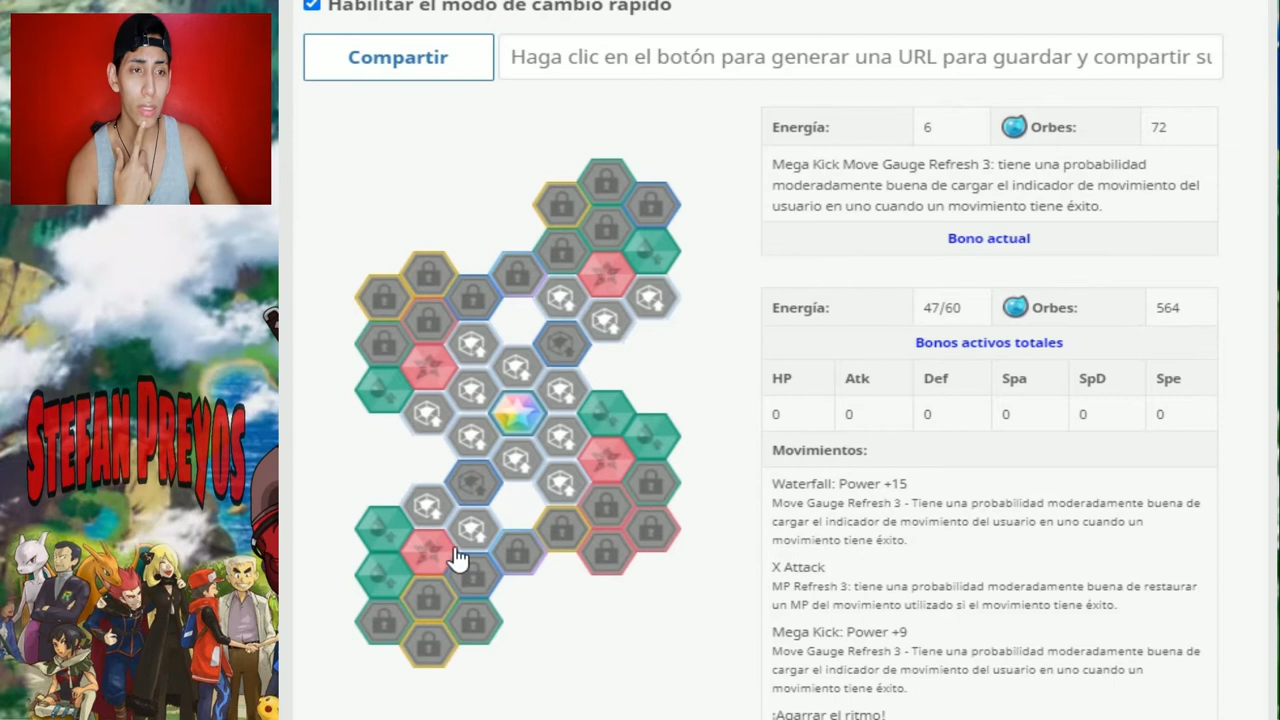 Habilitar el modo de cambio rápido
Compartir
Haga clic en el botón para generar una URL para guardar y compartir su
Energía: 6 Orbes: 72
Mega Kick Move Gauge Refresh 3: tiene una probabilidad
moderadamente buena de cargar el indicador de movimiento del
usuario en uno cuando un movimiento tiene éxito.
Bono actual
Energía: 47/60 Orbes: 564
Bonos activos totales
HP Atk Def Spa SpD Spe
0 0 0 0 0 0
Movimientos:
Waterfall: Power +15
Move Gauge Refresh 3 - Tiene una probabilidad moderadamente buena de
cargar el indicador de movimiento del usuario en uno cuando un
movimiento tiene éxito.
X Attack
MP Refresh 3: tiene una probabilidad moderadamente buena de restaurar
un MP del movimiento utilizado si el movimiento tiene éxito.
Mega Kick: Power +9
Move Gauge Refresh 3 - Tiene una probabilidad moderadamente buena de
cargar el indicador de movimiento del usuario en uno cuando un
movimiento tiene éxito.
¡Agarrar el ritmo!
STEFAN PREYOS